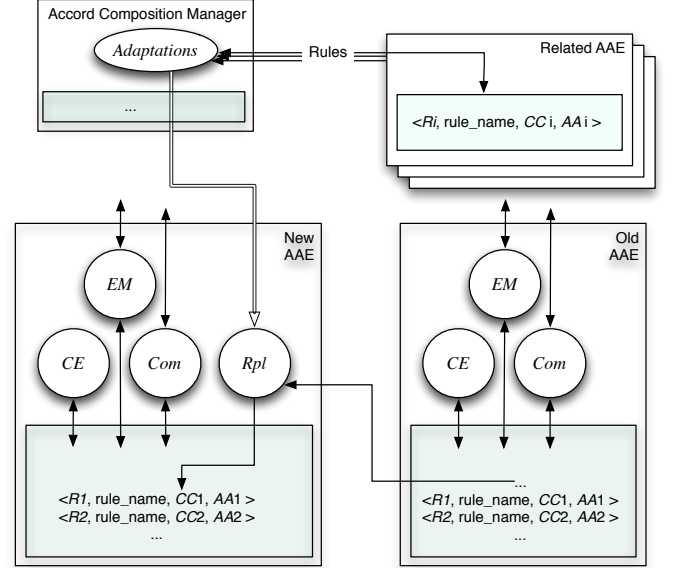 Accord Composition Manager
Adaptations
...
Rules
Related AAE
<Ri, rule_name, CC i, AA i >
New
AAE
EM
CE
Com
Rpl
<R1, rule_name, CC1, AA1 >
<R2, rule_name, CC2, AA2 >
...
Old
AAE
EM
CE
Com
...
<R1, rule_name, CC1, AA1 >
<R2, rule_name, CC2, AA2 >
...